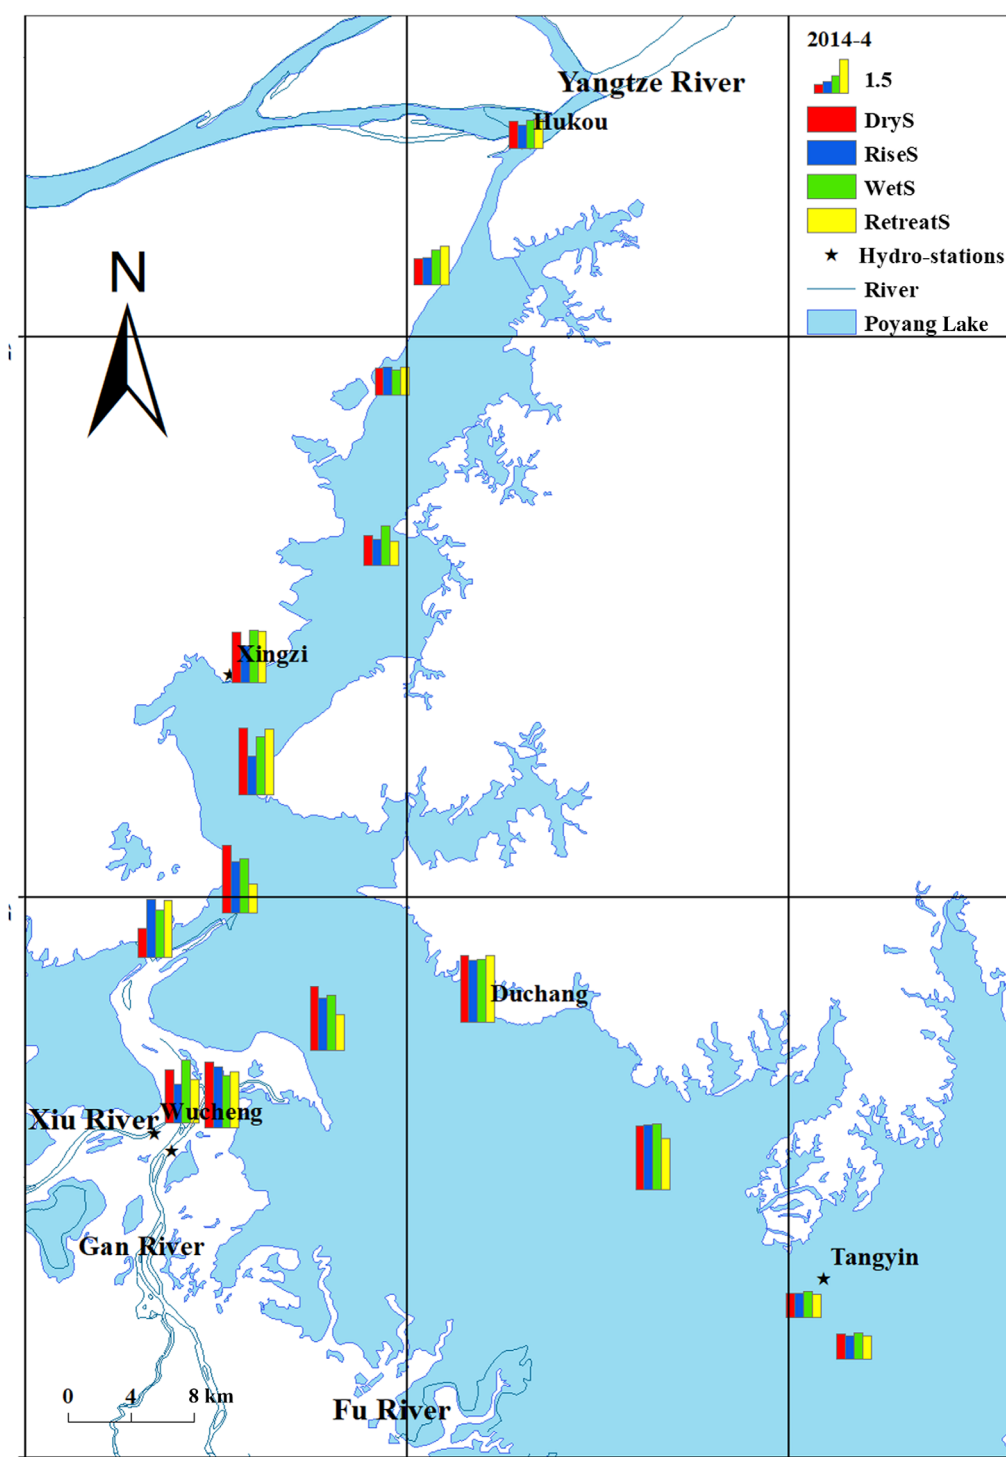 2014-4
1.5
DryS
RiseS
WetS
RetreatS
Hydro-stations
River
Poyang Lake
Yangtze River
Hukou
N
Xingzi
Duchang
Xiu River
Wucheng
Gan River
Tangyin
Fu River
0 4 8 km